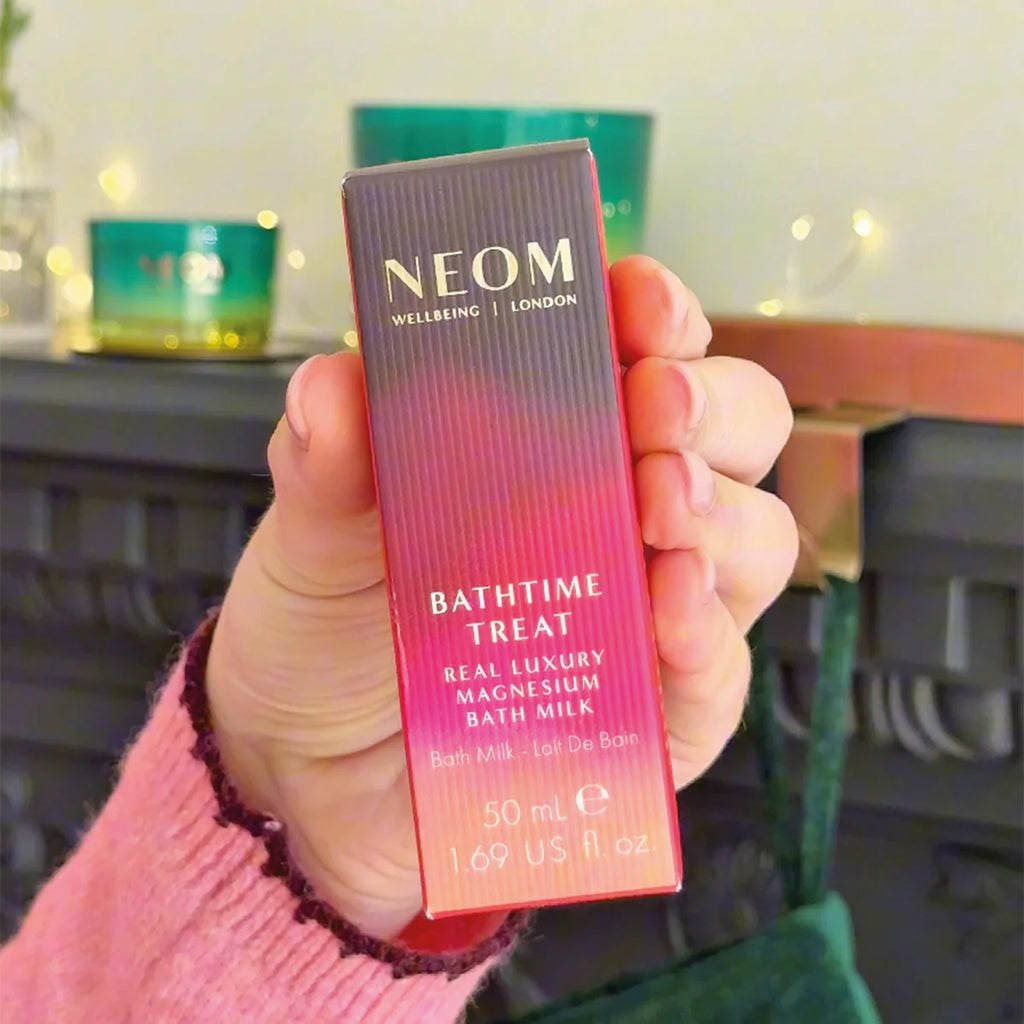 NEOM
WELLBEING | LONDON
BATHTIME
TREAT
REAL LUXURY
MAGNESIUM
BATH MILK
Bath Milk - Lait De Bain
50 mL ℮
1.69 US fl. oz.
NEOM